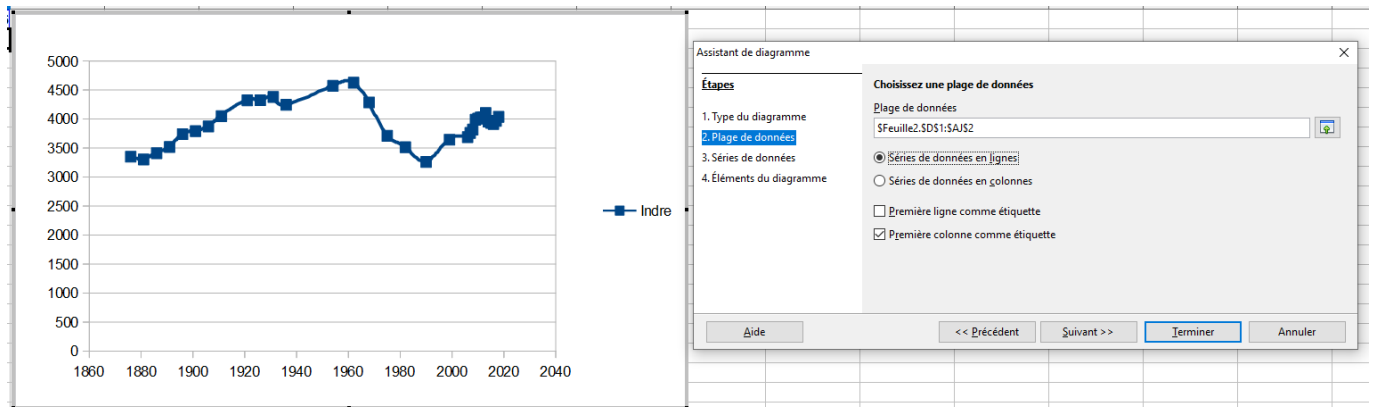 5000
4500
4000
3500
3000
2500
2000
1500
1000
500
0
1860 1880 1900 1920 1940 1960 1980 2000 2020 2040
Indre
Assistant de diagramme
Étapes
1. Type du diagramme
2. Plage de données
3. Séries de données
4. Éléments du diagramme
Choisissez une plage de données
Plage de données
$Feuille2.$D$1:$AJ$2
Séries de données en lignes
Séries de données en colonnes
Première ligne comme étiquette
Première colonne comme étiquette
Aide
<< Précédent
Suivant >>
Terminer
Annuler